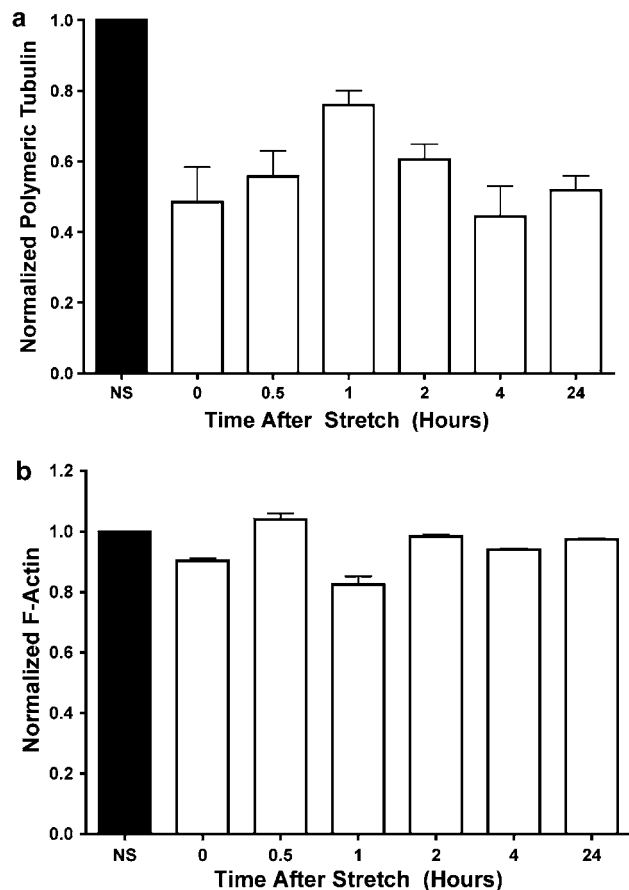 a
Normalized Polymeric Tubulin
1.0
0.8
0.6
0.4
0.2
0.0
NS 0 0.5 1 2 4 24
Time After Stretch (Hours)
b
Normalized F-Actin
1.2
1.0
0.8
0.6
0.4
0.2
0.0
NS 0 0.5 1 2 4 24
Time After Stretch (Hours)